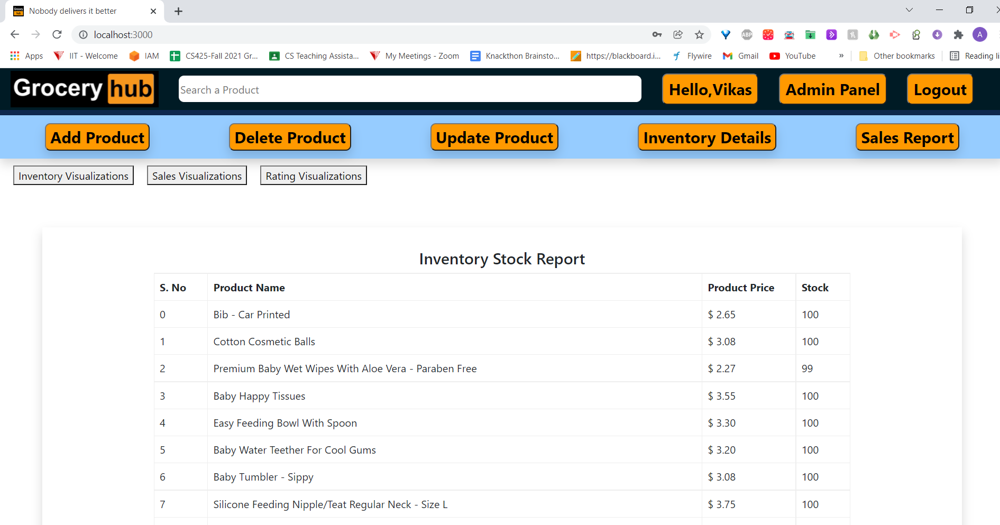 Nobody delivers it better
localhost:3000
Apps IIT - Welcome IAM CS425-Fall 2021 Gr... CS Teaching Assista... My Meetings - Zoom Knackthon Brainsto... https://blackboard.i... Flywire Gmail YouTube » Other bookmarks Reading li
Grocery hub Search a Product Hello,Vikas Admin Panel Logout
Add Product Delete Product Update Product Inventory Details Sales Report
Inventory Visualizations Sales Visualizations Rating Visualizations
Inventory Stock Report
S. No Product Name Product Price Stock
0 Bib - Car Printed $ 2.65 100
1 Cotton Cosmetic Balls $ 3.08 100
2 Premium Baby Wet Wipes With Aloe Vera - Paraben Free $ 2.27 99
3 Baby Happy Tissues $ 3.55 100
4 Easy Feeding Bowl With Spoon $ 3.30 100
5 Baby Water Teether For Cool Gums $ 3.20 100
6 Baby Tumbler - Sippy $ 3.08 100
7 Silicone Feeding Nipple/Teat Regular Neck - Size L $ 3.75 100